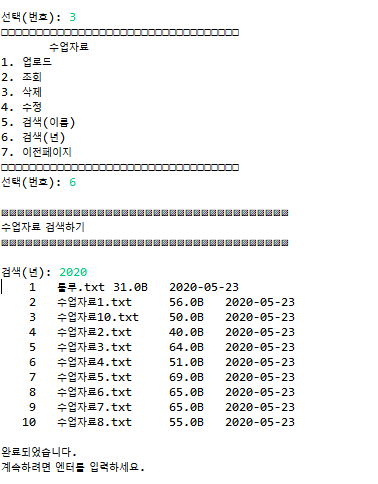 선택(번호): 3
□□□□□□□□□□□□□□□□□□□□□□□□□□□□□□□□□□
수업자료
1. 업로드
2. 조회
3. 삭제
4. 수정
5. 검색(이름)
6. 검색(년)
7. 이전페이지
□□□□□□□□□□□□□□□□□□□□□□□□□□□□□□□□□□
선택(번호): 6
▨▨▨▨▨▨▨▨▨▨▨▨▨▨▨▨▨▨▨▨▨▨▨▨▨▨▨▨▨▨▨▨▨▨▨▨
수업자료 검색하기
▨▨▨▨▨▨▨▨▨▨▨▨▨▨▨▨▨▨▨▨▨▨▨▨▨▨▨▨▨▨▨▨▨▨▨▨
검색(년): 2020
1 룰루.txt 31.0B 2020-05-23
2 수업자료1.txt 56.0B 2020-05-23
3 수업자료10.txt 50.0B 2020-05-23
4 수업자료2.txt 40.0B 2020-05-23
5 수업자료3.txt 64.0B 2020-05-23
6 수업자료4.txt 51.0B 2020-05-23
7 수업자료5.txt 69.0B 2020-05-23
8 수업자료6.txt 65.0B 2020-05-23
9 수업자료7.txt 65.0B 2020-05-23
10 수업자료8.txt 55.0B 2020-05-23
완료되었습니다.
계속하려면 엔터를 입력하세요.